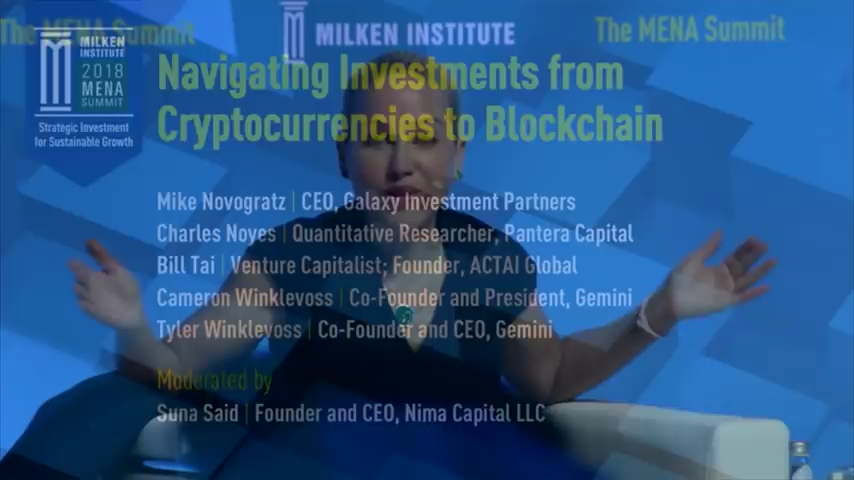 The MENA Summit
MILKEN INSTITUTE
The MENA Summit
MILKEN
INSTITUTE
2018
MENA
SUMMIT
Strategic Investment
for Sustainable Growth
Navigating Investments from
Cryptocurrencies to Blockchain
Mike Novogratz | CEO, Galaxy Investment Partners
Charles Noyes | Quantitative Researcher, Pantera Capital
Bill Tai | Venture Capitalist; Founder, ACTAI Global
Cameron Winklevoss | Co-Founder and President, Gemini
Tyler Winklevoss | Co-Founder and CEO, Gemini
Moderated by
Suna Said | Founder and CEO, Nima Capital LLC